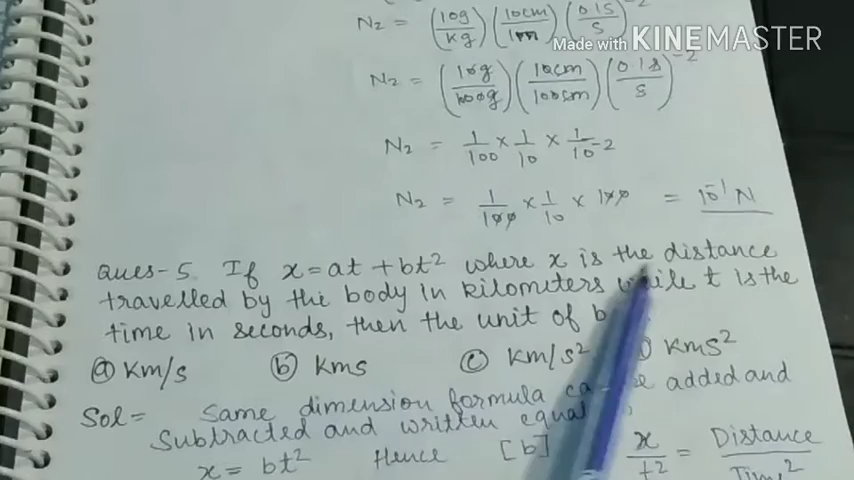 N₂ = (10g/kg) (10cm/1m) (0.1s/s)⁻²
Made with KINEMASTER
N₂ = (10g/1000g) (10cm/100cm) (0.1s/s)⁻²
N₂ = 1/100 × 1/10 × 1/10⁻²
N₂ = 1/100 × 1/10 × 100 = 10⁻¹ N
Ques-5. If x = at + bt² where x is the distance
travelled by the body in kilometers while t is the
time in seconds, then the unit of b
(a) Km/s (b) Kms (c) Km/s² Kms²
Sol = Same dimension formula can be added and
Subtracted and written equal
x = bt² Hence [b] = x/t² = Distance/Time²